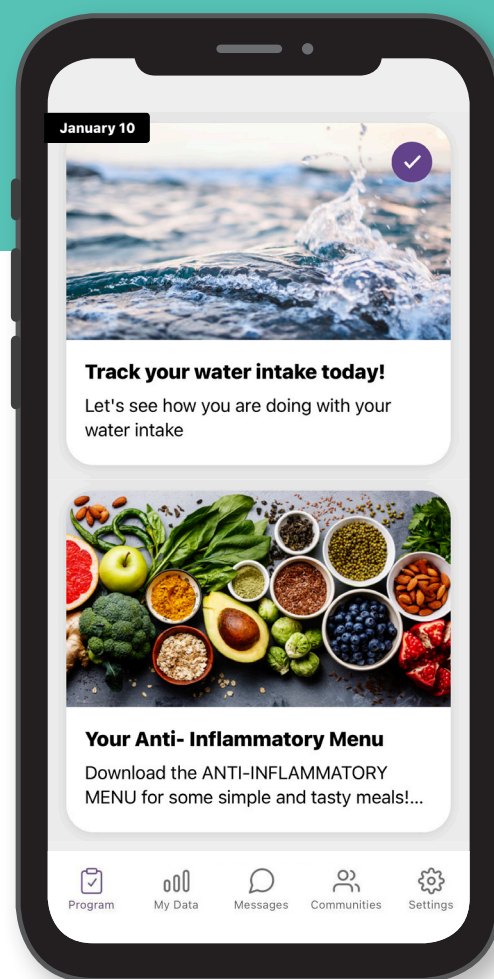 January 10
Track your water intake today!
Let's see how you are doing with your
water intake
Your Anti- Inflammatory Menu
Download the ANTI-INFLAMMATORY
MENU for some simple and tasty meals!...
Program
My Data
Messages
Communities
Settings